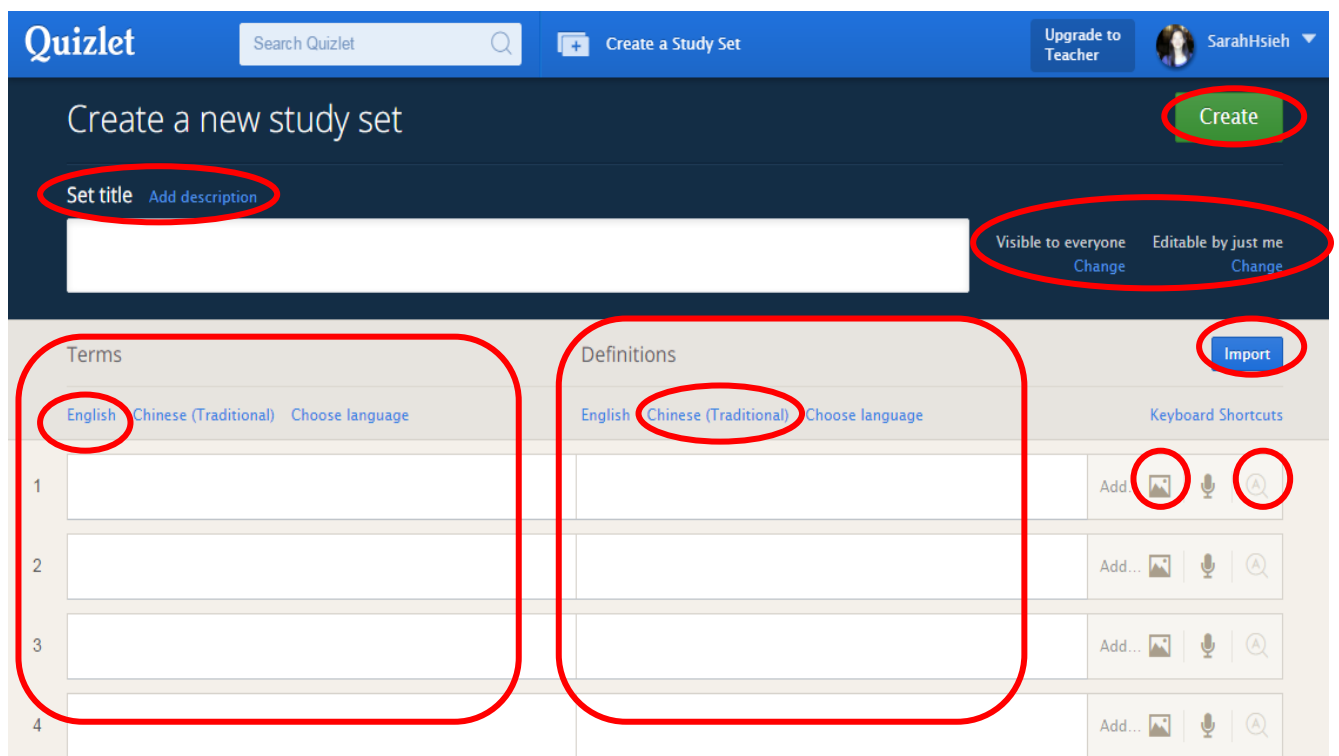 Quizlet
Search Quizlet
Create a Study Set
Upgrade to
Teacher
SarahHsieh
Create a new study set
Create
Set title Add description
Visible to everyone Editable by just me
Change Change
Terms Definitions Import
English Chinese (Traditional) Choose language English Chinese (Traditional) Choose language Keyboard Shortcuts
1 Add...
2 Add...
3 Add...
4 Add...